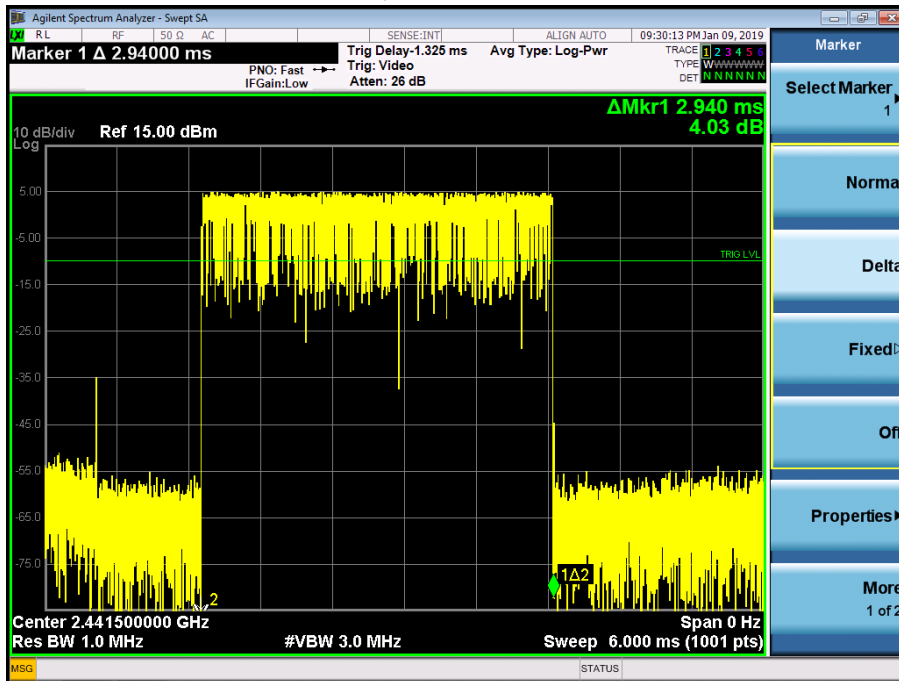 Agilent Spectrum Analyzer - Swept SA
LXI RL RF 50 Ω AC SENSE:INT ALIGN AUTO 09:30:13 PM Jan 09, 2019
Marker 1 Δ 2.94000 ms
PNO: Fast
IFGain:Low
Trig Delay-1.325 ms
Trig: Video
Atten: 26 dB
Avg Type: Log-Pwr
TRACE 1 2 3 4 5 6
TYPE WWWWWW
DET N N N N N N
ΔMkr1 2.940 ms
4.03 dB
10 dB/div Ref 15.00 dBm
Log
5.00
-5.00
-15.0
-25.0
-35.0
-45.0
-55.0
-65.0
-75.0
TRIG LVL
1Δ2
2
Center 2.441500000 GHz Span 0 Hz
Res BW 1.0 MHz #VBW 3.0 MHz Sweep 6.000 ms (1001 pts)
MSG STATUS
Marker
Select Marker
1
Norma
Delta
Fixed
Off
Properties
More
1 of 2